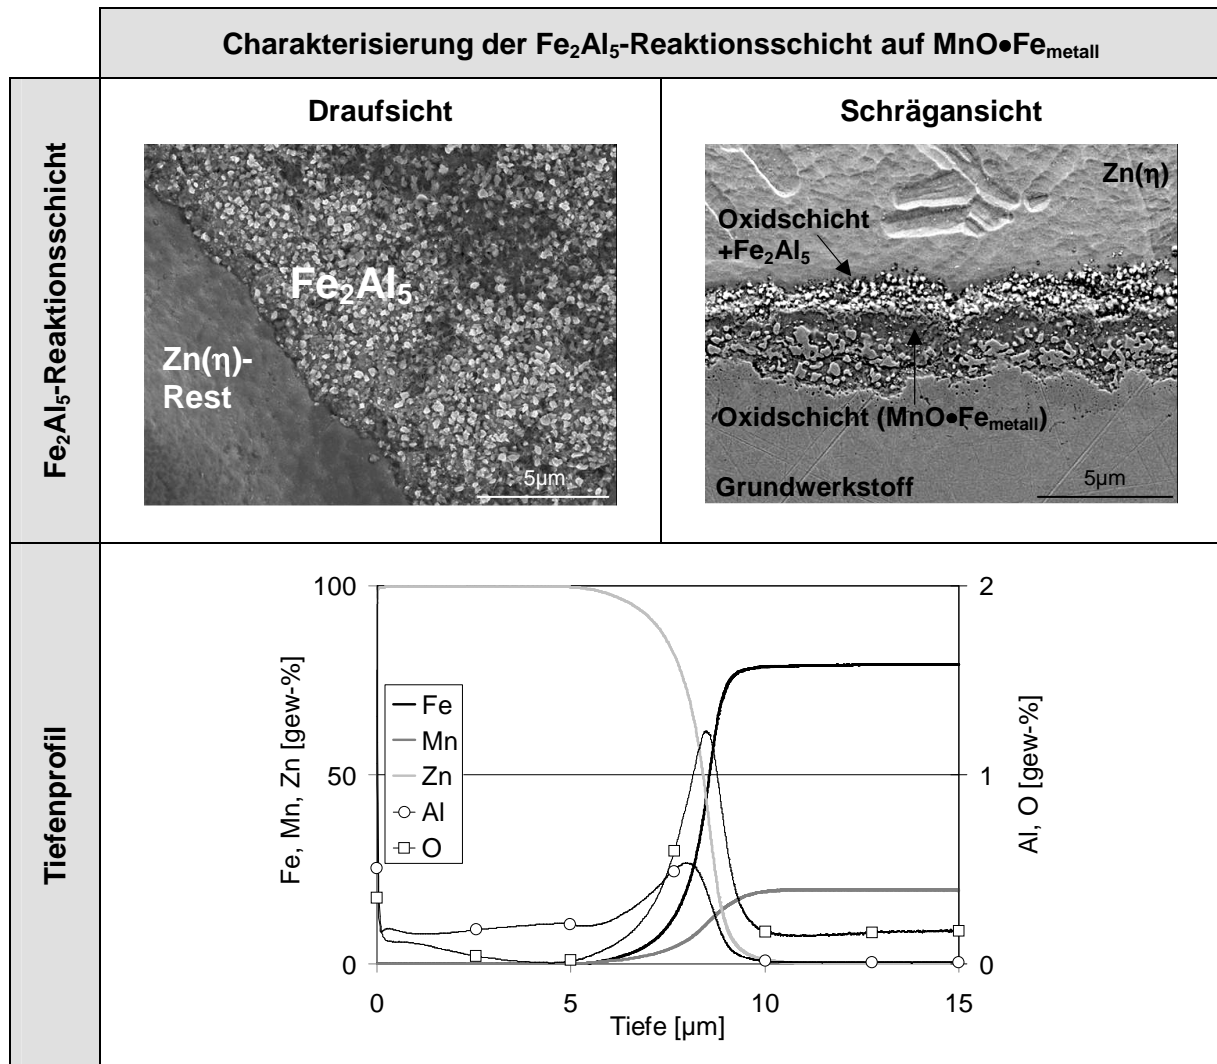 Charakterisierung der Fe₂Al₅-Reaktionsschicht auf MnO●Fe_metall
Fe₂Al₅-Reaktionsschicht
Draufsicht
Fe₂Al₅
Zn(η)-
Rest
5µm
Schrägansicht
Zn(η)
Oxidschicht
+Fe₂Al₅
Oxidschicht (MnO●Fe_metall)
Grundwerkstoff
5µm
Tiefenprofil
Fe, Mn, Zn [gew-%]
100
50
0
Fe
Mn
Zn
Al
O
2
1
0
Al, O [gew-%]
0 5 10 15
Tiefe [µm]